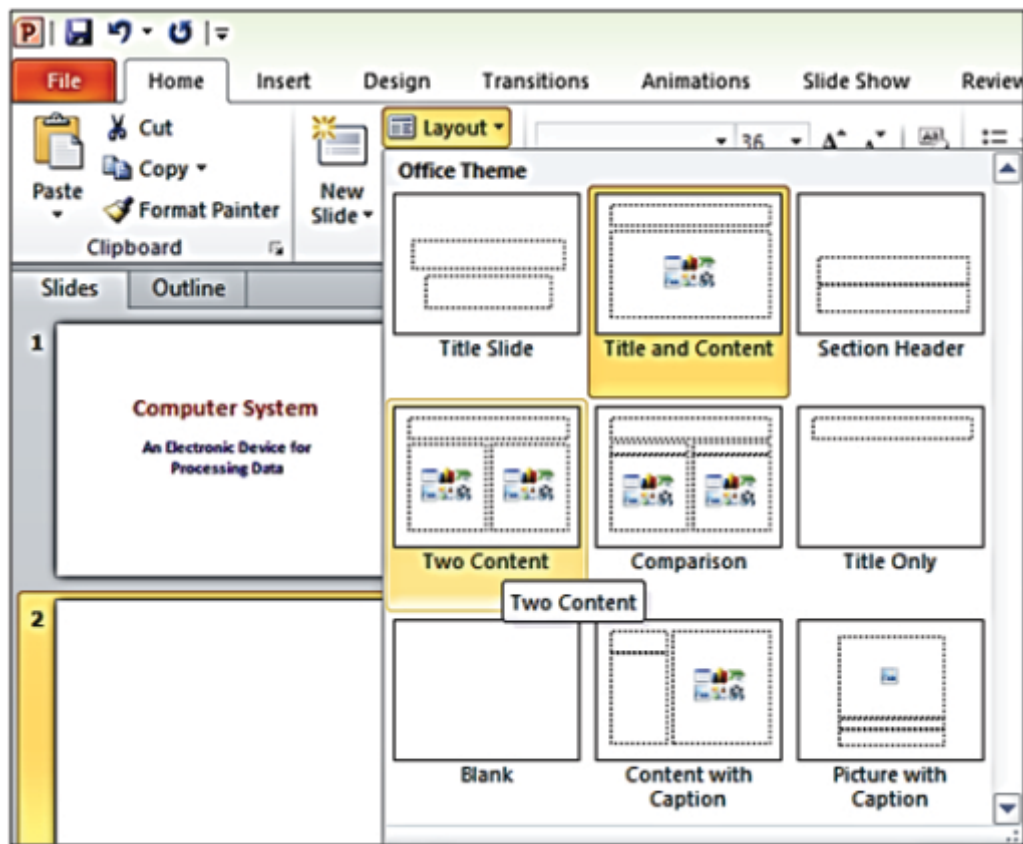 File Home Insert Design Transitions Animations Slide Show Review
Cut
Copy
Format Painter
Paste
Clipboard
New
Slide
Layout
36
Office Theme
Title Slide Title and Content Section Header
Two Content Comparison Title Only
Two Content
Blank Content with Caption Picture with Caption
Slides Outline
1
Computer System
An Electronic Device for
Processing Data
2